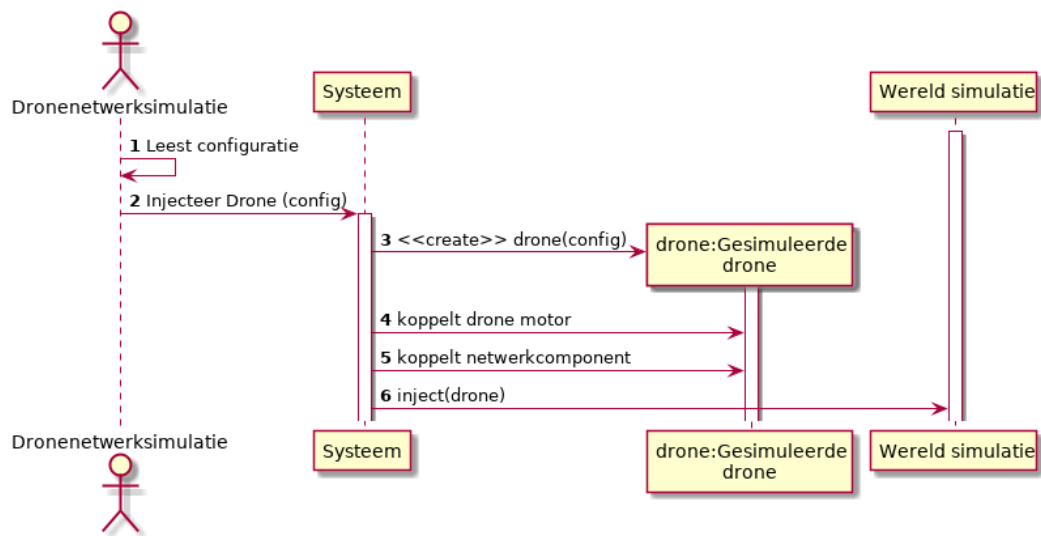 Dronenetwerksimulatie
Systeem
Wereld simulatie
1 Leest configuratie
2 Injecteer Drone (config)
3 <<create>> drone(config)
drone:Gesimuleerde
drone
4 koppelt drone motor
5 koppelt netwerkcomponent
6 inject(drone)
Dronenetwerksimulatie
Systeem
drone:Gesimuleerde
drone
Wereld simulatie